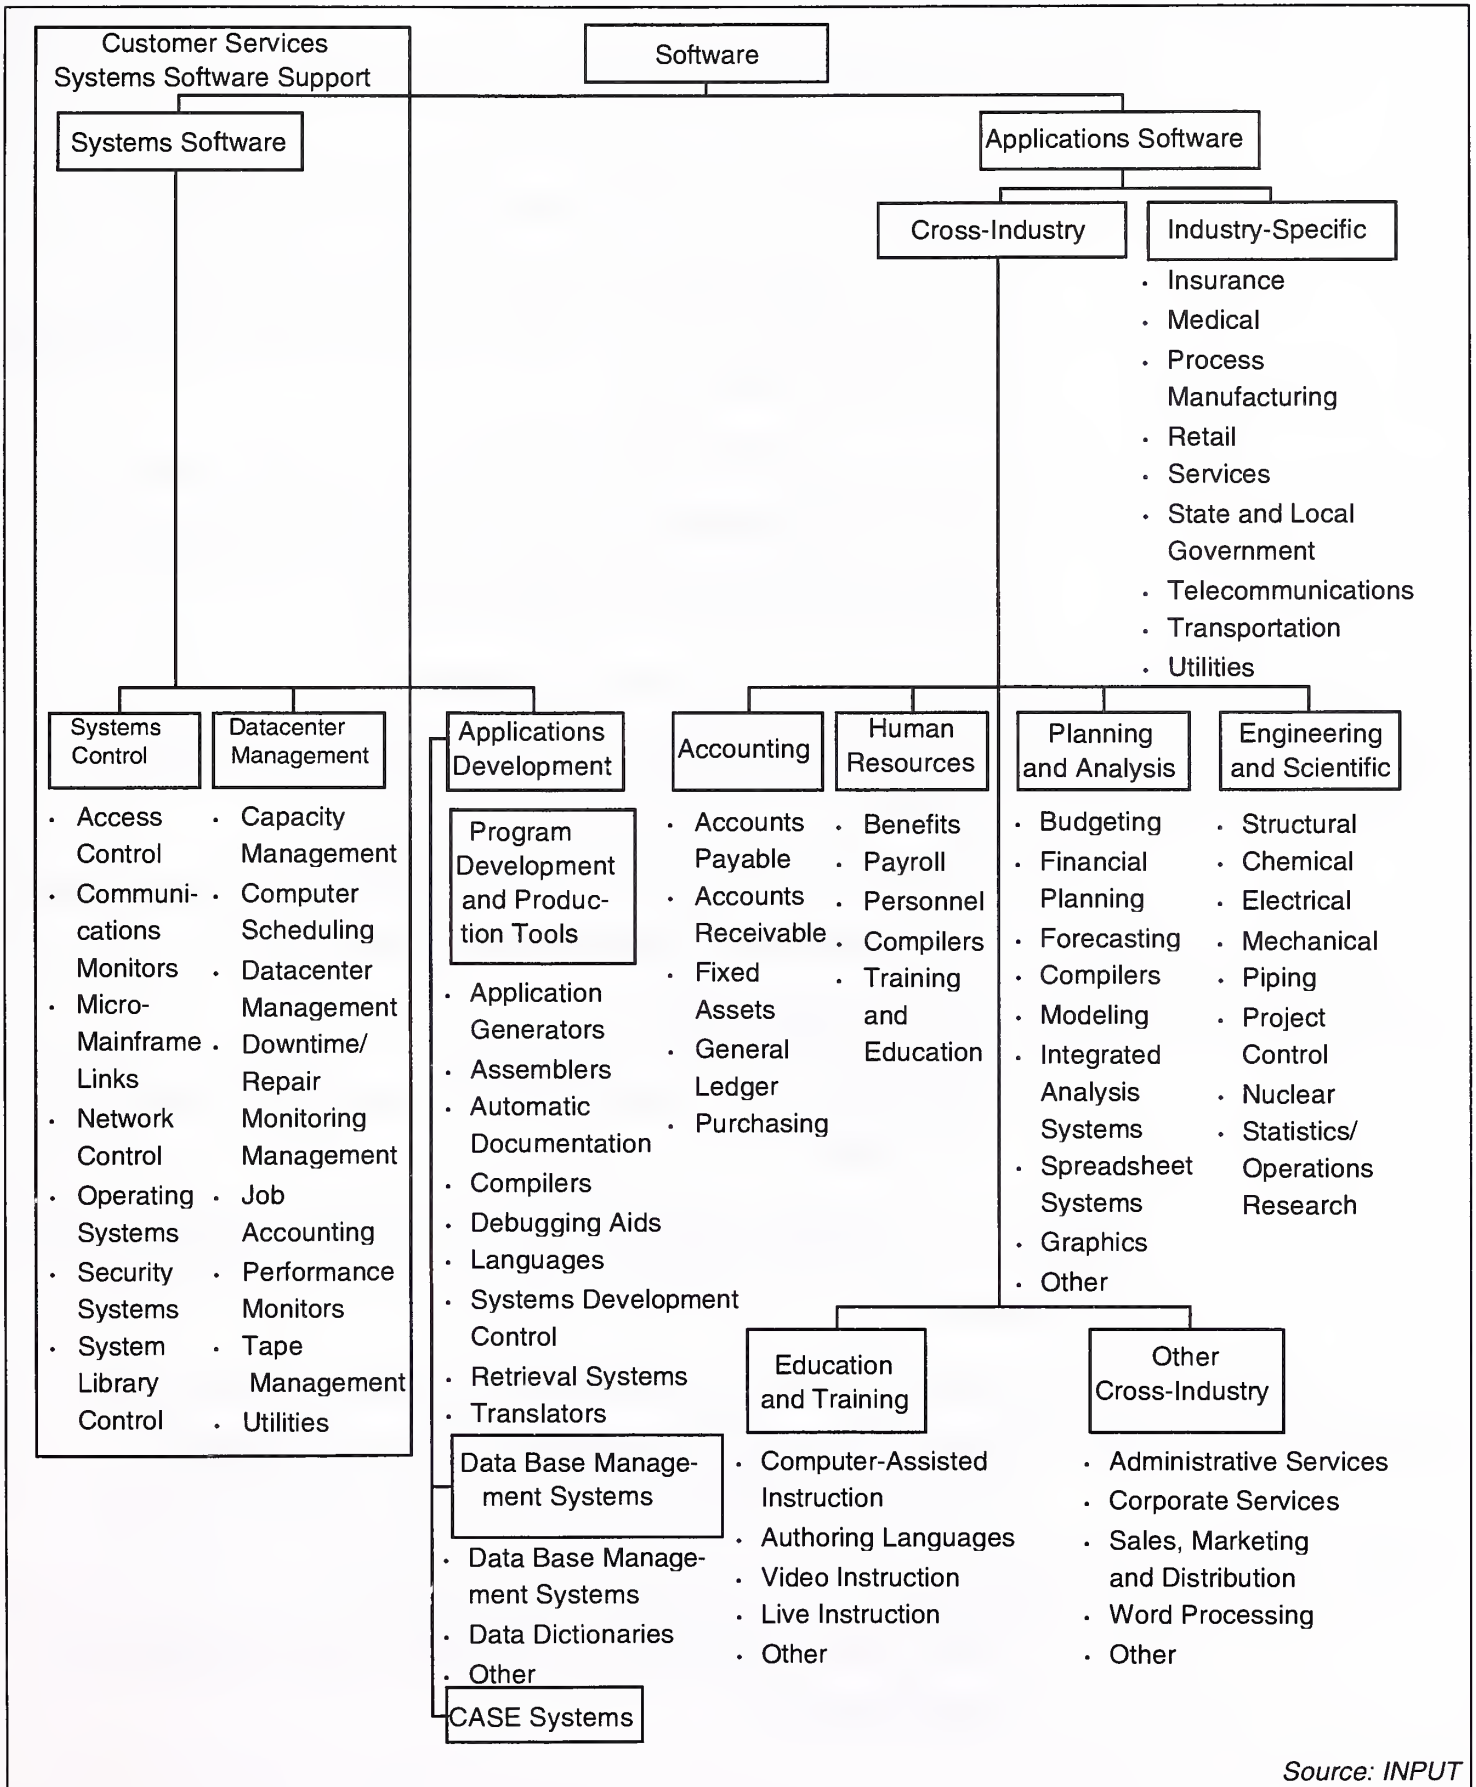 Customer Services
Systems Software Support
Software
Systems Software
Applications Software
Cross-Industry
Industry-Specific
· Insurance
· Medical
· Process
Manufacturing
· Retail
· Services
· State and Local
Government
· Telecommunications
· Transportation
· Utilities
Systems
Control
· Access
Control
· Communi-
cations
Monitors
· Micro-
Mainframe
Links
· Network
Control
· Operating
Systems
· Security
Systems
· System
Library
Control
Datacenter
Management
· Capacity
Management
· Computer
Scheduling
· Datacenter
Management
· Downtime/
Repair
Monitoring
Management
· Job
Accounting
· Performance
Monitors
· Tape
Management
· Utilities
Applications
Development
Program
Development
and Produc-
tion Tools
· Application
Generators
· Assemblers
· Automatic
Documentation
· Compilers
· Debugging Aids
· Languages
· Systems Development
Control
· Retrieval Systems
· Translators
Data Base Manage-
ment Systems
· Data Base Manage-
ment Systems
· Data Dictionaries
· Other
CASE Systems
Accounting
· Accounts
Payable
· Accounts
Receivable
· Fixed
Assets
· General
Ledger
· Purchasing
Human
Resources
· Benefits
· Payroll
· Personnel
· Compilers
· Training
and
Education
Planning
and Analysis
· Budgeting
· Financial
Planning
· Forecasting
· Compilers
· Modeling
· Integrated
Analysis
Systems
· Spreadsheet
Systems
· Graphics
· Other
Engineering
and Scientific
· Structural
· Chemical
· Electrical
· Mechanical
· Piping
· Project
Control
· Nuclear
· Statistics/
Operations
Research
Education
and Training
· Computer-Assisted
Instruction
· Authoring Languages
· Video Instruction
· Live Instruction
· Other
Other
Cross-Industry
· Administrative Services
· Corporate Services
· Sales, Marketing
and Distribution
· Word Processing
· Other
Source: INPUT